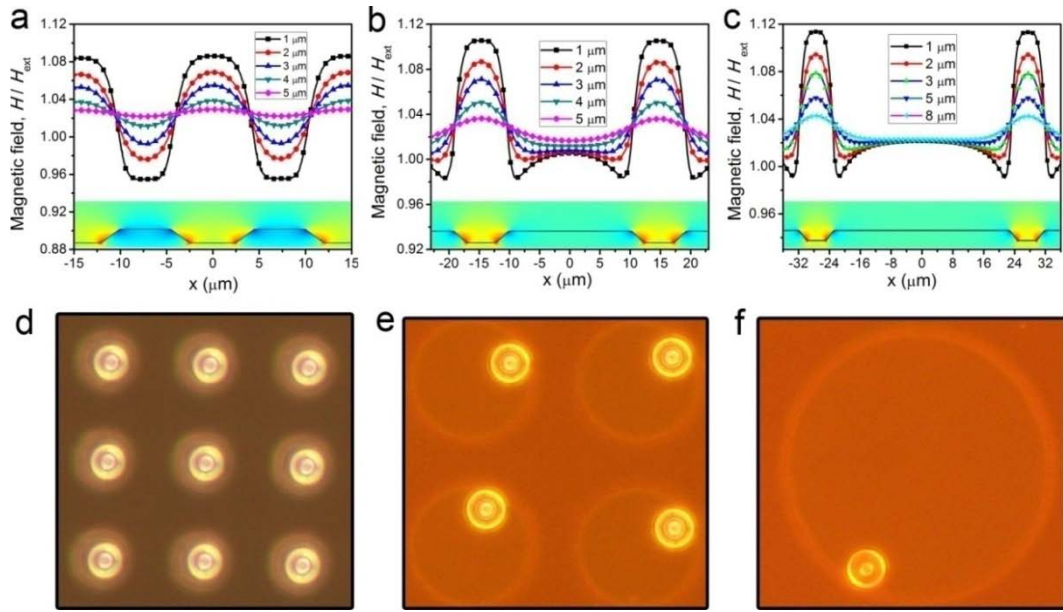 a
1.12
1.08
1.04
1.00
0.96
0.92
0.88
Magnetic field, H / H_ext
1 μm
2 μm
3 μm
4 μm
5 μm
-15 -10 -5 0 5 10 15
x (μm)
b
1.12
1.08
1.04
1.00
0.96
0.92
Magnetic field, H / H_ext
1 μm
2 μm
3 μm
4 μm
5 μm
-20 -15 -10 -5 0 5 10 15 20
x (μm)
c
1.12
1.08
1.04
1.00
0.96
Magnetic field, H / H_ext
1 μm
2 μm
3 μm
5 μm
8 μm
-32 -24 -16 -8 0 8 16 24 32
x (μm)
d
e
f